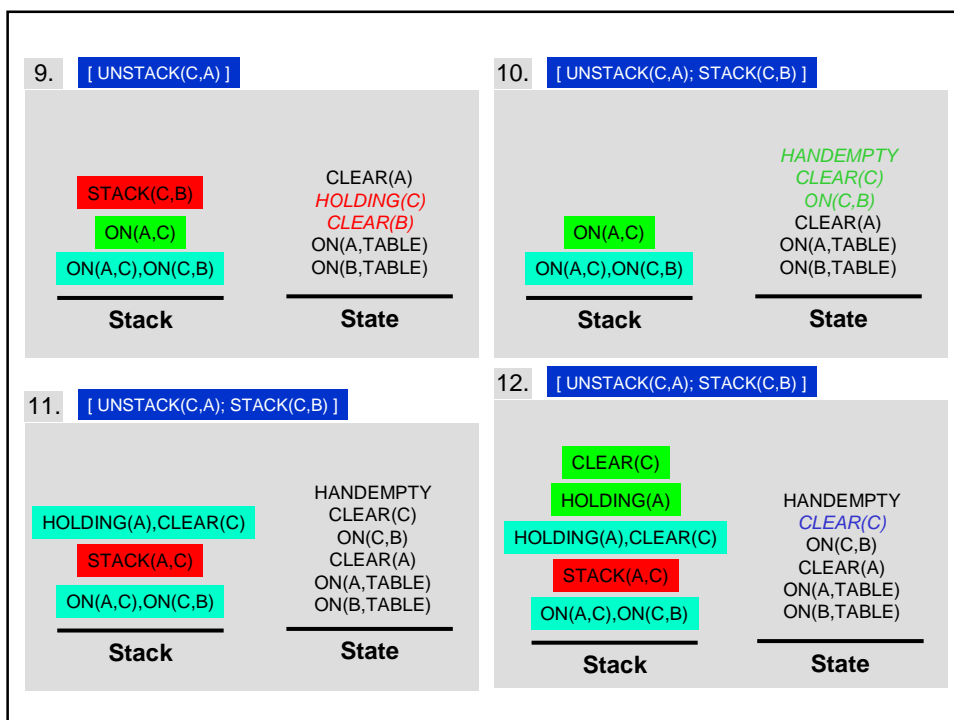 9. [ UNSTACK(C,A) ]
STACK(C,B)
ON(A,C)
ON(A,C),ON(C,B)
Stack
CLEAR(A)
HOLDING(C)
CLEAR(B)
ON(A,TABLE)
ON(B,TABLE)
State
10. [ UNSTACK(C,A); STACK(C,B) ]
ON(A,C)
ON(A,C),ON(C,B)
Stack
HANDEMPTY
CLEAR(C)
ON(C,B)
CLEAR(A)
ON(A,TABLE)
ON(B,TABLE)
State
11. [ UNSTACK(C,A); STACK(C,B) ]
HOLDING(A),CLEAR(C)
STACK(A,C)
ON(A,C),ON(C,B)
Stack
HANDEMPTY
CLEAR(C)
ON(C,B)
CLEAR(A)
ON(A,TABLE)
ON(B,TABLE)
State
12. [ UNSTACK(C,A); STACK(C,B) ]
CLEAR(C)
HOLDING(A)
HOLDING(A),CLEAR(C)
STACK(A,C)
ON(A,C),ON(C,B)
Stack
HANDEMPTY
CLEAR(C)
ON(C,B)
CLEAR(A)
ON(A,TABLE)
ON(B,TABLE)
State